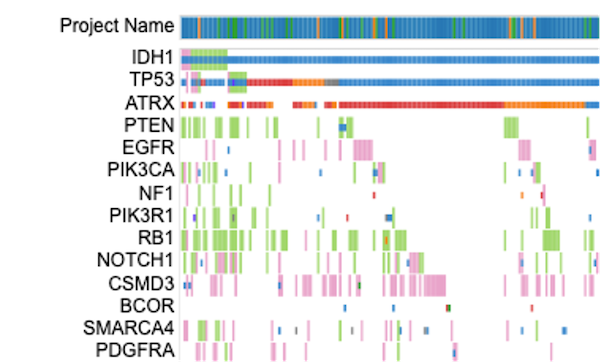 Project Name
IDH1
TP53
ATRX
PTEN
EGFR
PIK3CA
NF1
PIK3R1
RB1
NOTCH1
CSMD3
BCOR
SMARCA4
PDGFRA